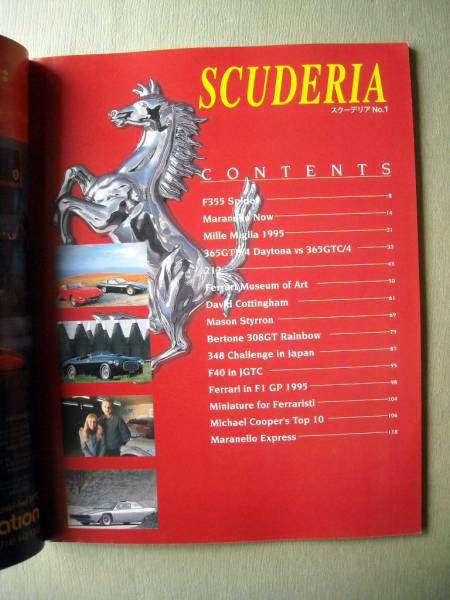 SCUDERIA
スクーデリア No.1
CONTENTS
F355 Spider 8
Maranello Now 14
Mille Miglia 1995 21
365GTB/4 Daytona vs 365GTC/4 35
212 43
Ferrari Museum of Art 50
David Cottingham 61
Mason Styrron 69
Bertone 308GT Rainbow 79
348 Challenge in Japan 87
F40 in JGTC 95
Ferrari in F1 GP 1995 98
Miniature for Ferraristi 104
Michael Cooper's Top 10 106
Maranello Express 118
ation